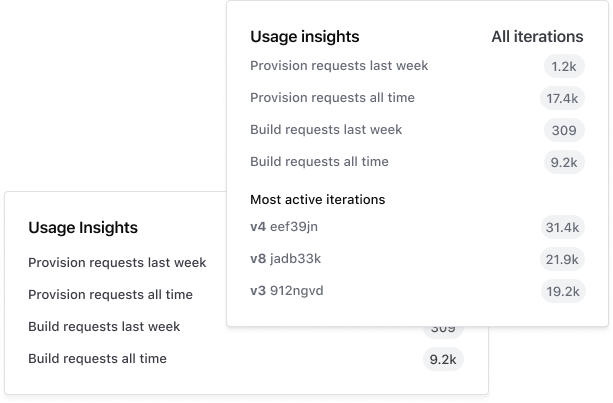 Usage insights All iterations
Provision requests last week 1.2k
Provision requests all time 17.4k
Build requests last week 309
Build requests all time 9.2k
Most active iterations
v4 eef39jn 31.4k
v8 jadb33k 21.9k
v3 912ngvd 19.2k
Usage Insights
Provision requests last week
Provision requests all time
Build requests last week 309
Build requests all time 9.2k